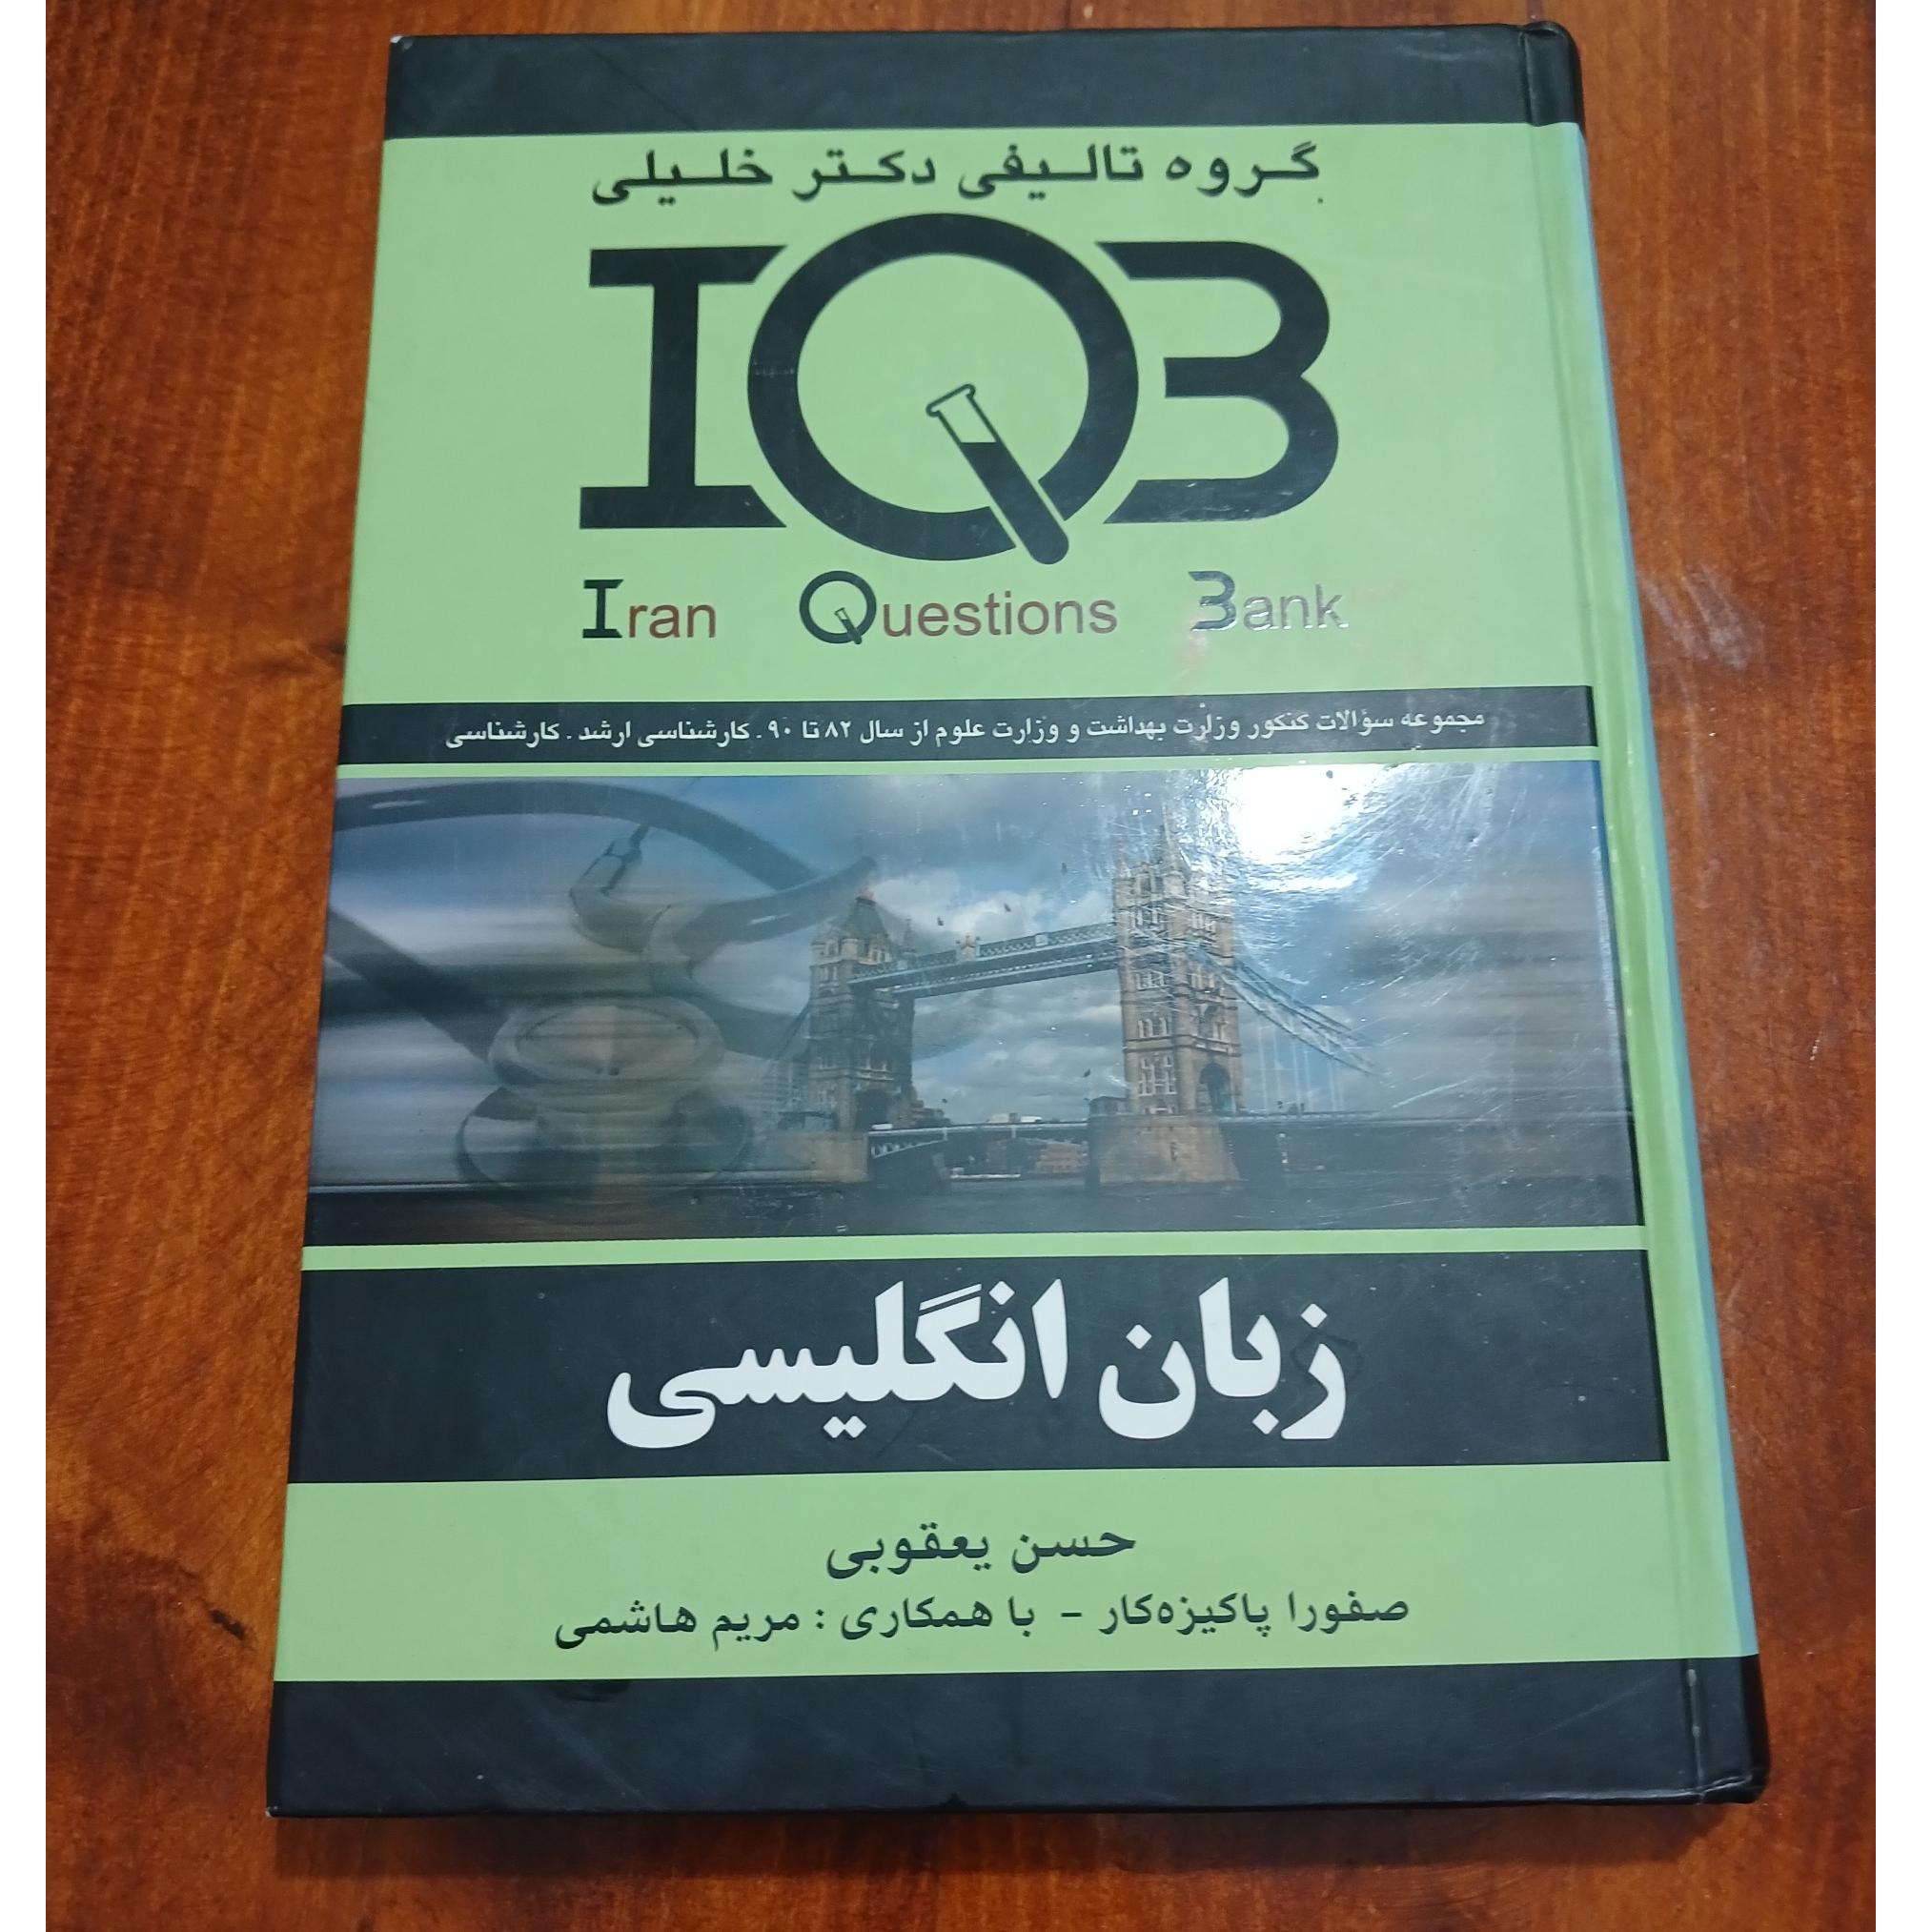 گروه تالیفی دکتر خلیلی
IQB
Iran Questions Bank
مجموعه سؤالات کنکور وزارت بهداشت و وزارت علوم از سال ۸۲ تا ۹۰ . کارشناسی ارشد . کارشناسی
زبان انگلیسی
حسن یعقوبی
صفورا پاکیزه‌کار - با همکاری : مریم هاشمی